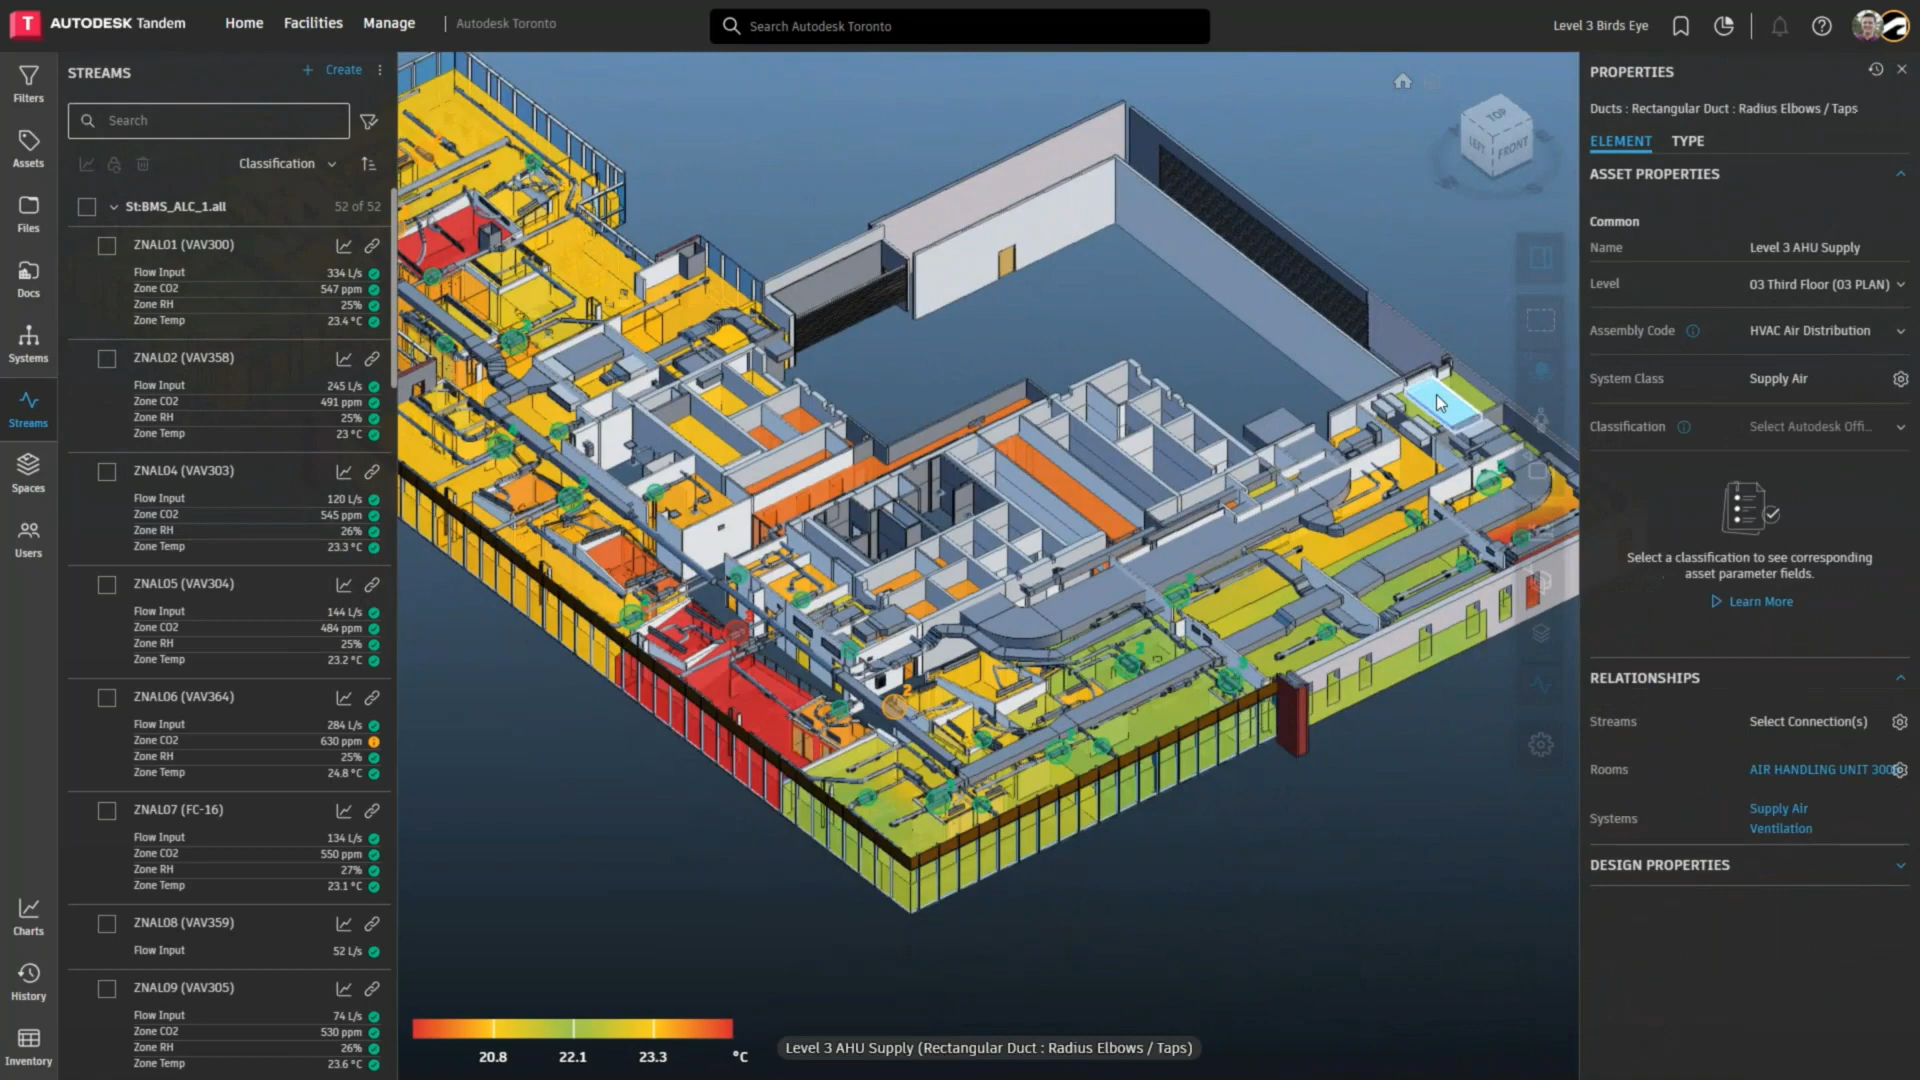 T AUTODESK Tandem
Home Facilities Manage | Autodesk Toronto
Search Autodesk Toronto
Level 3 Birds Eye
Filters
Assets
Files
Docs
Systems
Streams
Spaces
Users
Charts
History
Inventory
STREAMS
+ Create
Search
Classification
St:BMS_ALC_1.all 52 of 52
ZNAL01 (VAV300)
Flow Input 334 L/s
Zone CO2 547 ppm
Zone RH 25%
Zone Temp 23.4 °C
ZNAL02 (VAV358)
Flow Input 245 L/s
Zone CO2 491 ppm
Zone RH 25%
Zone Temp 23 °C
ZNAL04 (VAV303)
Flow Input 120 L/s
Zone CO2 545 ppm
Zone RH 26%
Zone Temp 23.3 °C
ZNAL05 (VAV304)
Flow Input 144 L/s
Zone CO2 484 ppm
Zone RH 25%
Zone Temp 23.2 °C
ZNAL06 (VAV364)
Flow Input 284 L/s
Zone CO2 630 ppm
Zone RH 25%
Zone Temp 24.8 °C
ZNAL07 (FC-16)
Flow Input 134 L/s
Zone CO2 550 ppm
Zone RH 27%
Zone Temp 23.1 °C
ZNAL08 (VAV359)
Flow Input 52 L/s
ZNAL09 (VAV305)
Flow Input 74 L/s
Zone CO2 530 ppm
Zone RH 26%
Zone Temp 23.6 °C
TOP
LEFT FRONT
20.8 22.1 23.3 °C
Level 3 AHU Supply (Rectangular Duct : Radius Elbows / Taps)
PROPERTIES
Ducts : Rectangular Duct : Radius Elbows / Taps
ELEMENT TYPE
ASSET PROPERTIES
Common
Name Level 3 AHU Supply
Level 03 Third Floor (03 PLAN)
Assembly Code HVAC Air Distribution
System Class Supply Air
Classification Select Autodesk Offi...
Select a classification to see corresponding
asset parameter fields.
Learn More
RELATIONSHIPS
Streams Select Connection(s)
Rooms AIR HANDLING UNIT 300
Systems Supply Air
Ventilation
DESIGN PROPERTIES